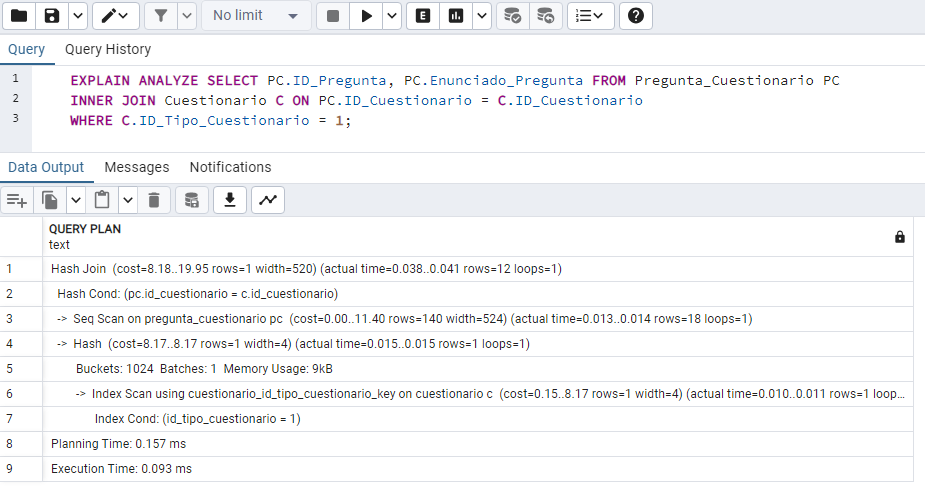 No limit
E
Query Query History
1 EXPLAIN ANALYZE SELECT PC.ID_Pregunta, PC.Enunciado_Pregunta FROM Pregunta_Cuestionario PC
2 INNER JOIN Cuestionario C ON PC.ID_Cuestionario = C.ID_Cuestionario
3 WHERE C.ID_Tipo_Cuestionario = 1;
Data Output Messages Notifications
QUERY PLAN
text
1 Hash Join (cost=8.18..19.95 rows=1 width=520) (actual time=0.038..0.041 rows=12 loops=1)
2 Hash Cond: (pc.id_cuestionario = c.id_cuestionario)
3 -> Seq Scan on pregunta_cuestionario pc (cost=0.00..11.40 rows=140 width=524) (actual time=0.013..0.014 rows=18 loops=1)
4 -> Hash (cost=8.17..8.17 rows=1 width=4) (actual time=0.015..0.015 rows=1 loops=1)
5 Buckets: 1024 Batches: 1 Memory Usage: 9kB
6 -> Index Scan using cuestionario_id_tipo_cuestionario_key on cuestionario c (cost=0.15..8.17 rows=1 width=4) (actual time=0.010..0.011 rows=1 loop...
7 Index Cond: (id_tipo_cuestionario = 1)
8 Planning Time: 0.157 ms
9 Execution Time: 0.093 ms